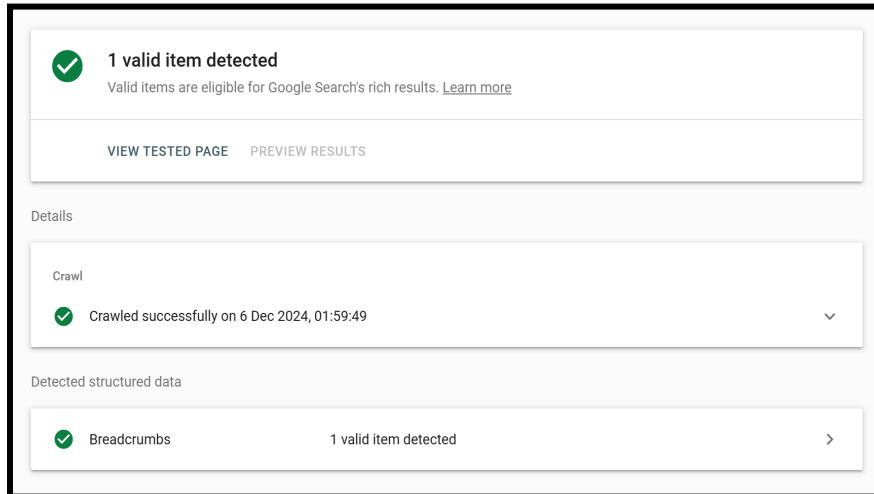 1 valid item detected
Valid items are eligible for Google Search's rich results. Learn more
VIEW TESTED PAGE PREVIEW RESULTS
Details
Crawl
Crawled successfully on 6 Dec 2024, 01:59:49
Detected structured data
Breadcrumbs 1 valid item detected